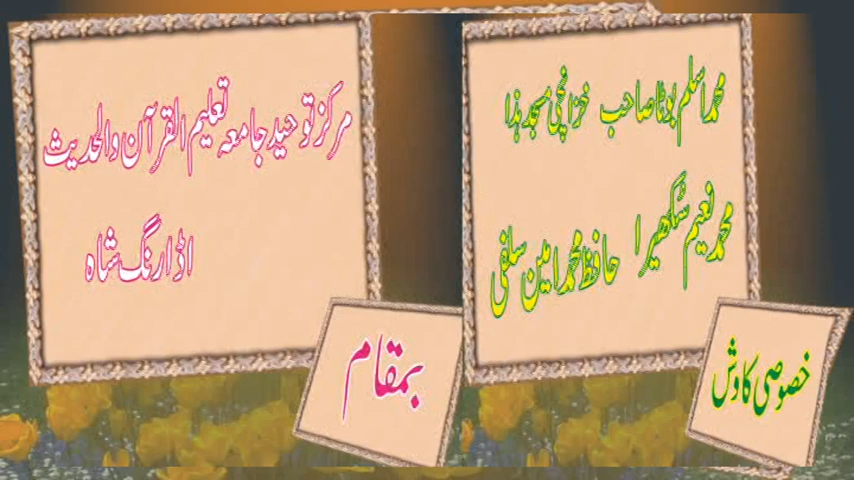 محمد اسلم بوٹا صاحب خزانچی مسجد ہذا
محمد نعیم سکھیرا حافظ محمد امین سلفی
خصوصی کاوش
مرکز توحید جامعہ تعلیم القرآن والحدیث
اڈا رنگ شاہ
بمقام